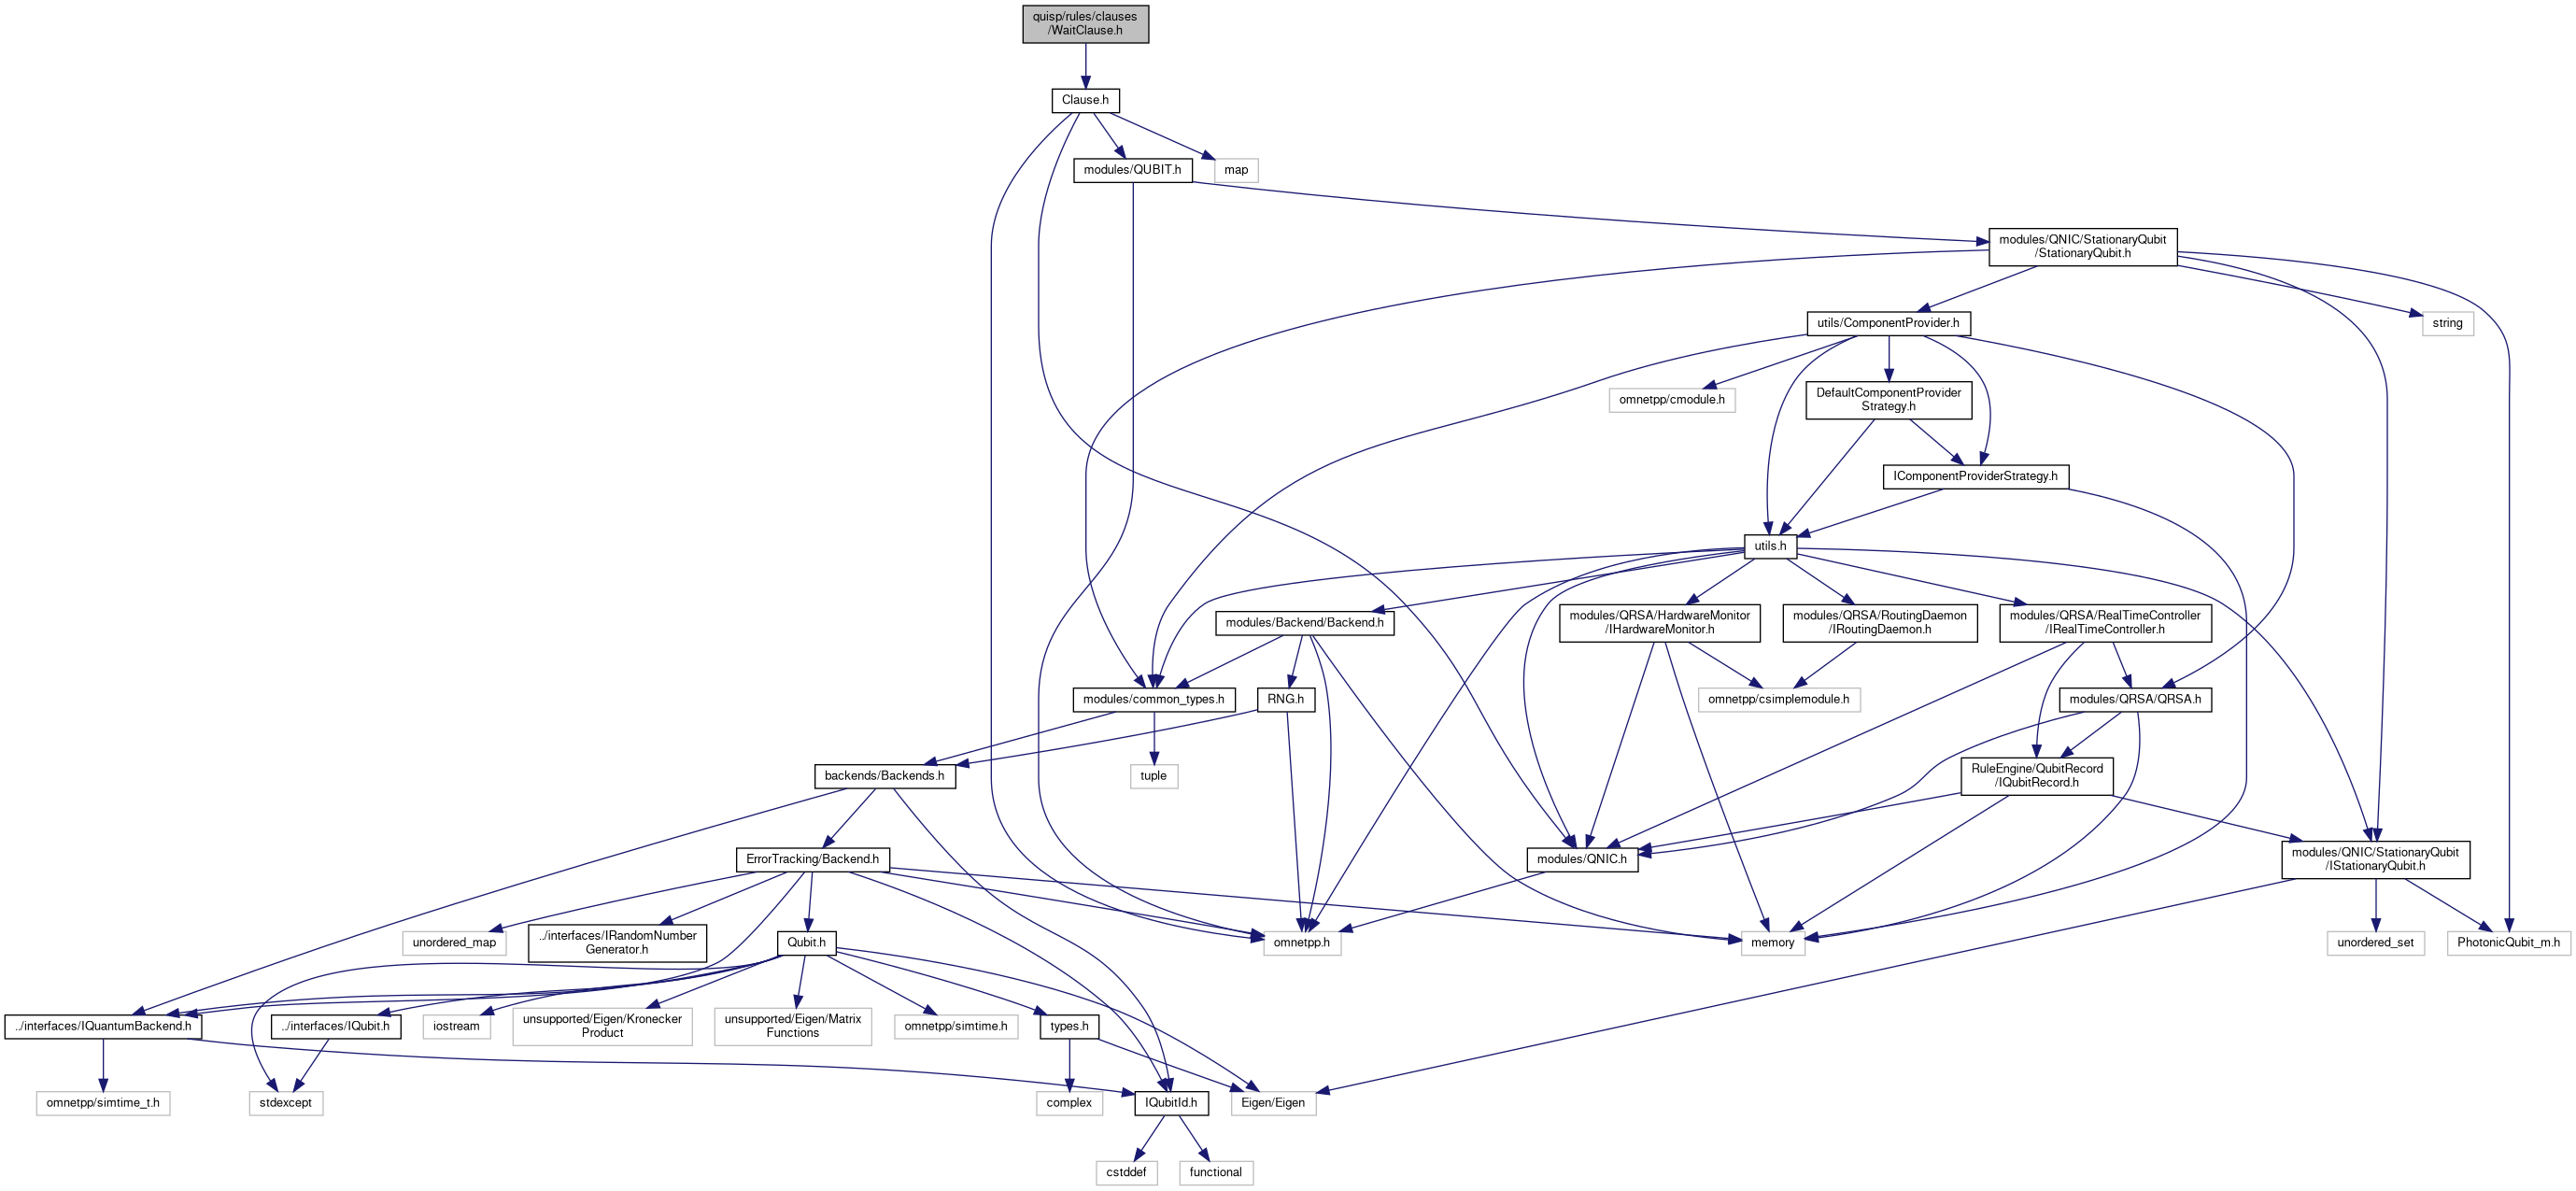 quisp/rules/clauses
/WaitClause.h
Clause.h
modules/QUBIT.h
map
modules/QNIC/StationaryQubit
/StationaryQubit.h
utils/ComponentProvider.h
string
omnetpp/cmodule.h
DefaultComponentProvider
Strategy.h
IComponentProviderStrategy.h
utils.h
modules/Backend/Backend.h
modules/QRSA/HardwareMonitor
/IHardwareMonitor.h
modules/QRSA/RoutingDaemon
/IRoutingDaemon.h
modules/QRSA/RealTimeController
/IRealTimeController.h
modules/common_types.h
RNG.h
omnetpp/csimplemodule.h
modules/QRSA/QRSA.h
backends/Backends.h
tuple
RuleEngine/QubitRecord
/IQubitRecord.h
ErrorTracking/Backend.h
modules/QNIC.h
modules/QNIC/StationaryQubit
/IStationaryQubit.h
unordered_map
../interfaces/IRandomNumber
Generator.h
Qubit.h
omnetpp.h
memory
unordered_set
PhotonicQubit_m.h
../interfaces/IQuantumBackend.h
../interfaces/IQubit.h
iostream
unsupported/Eigen/Kronecker
Product
unsupported/Eigen/Matrix
Functions
omnetpp/simtime.h
types.h
omnetpp/simtime_t.h
stdexcept
complex
IQubitId.h
Eigen/Eigen
cstddef
functional